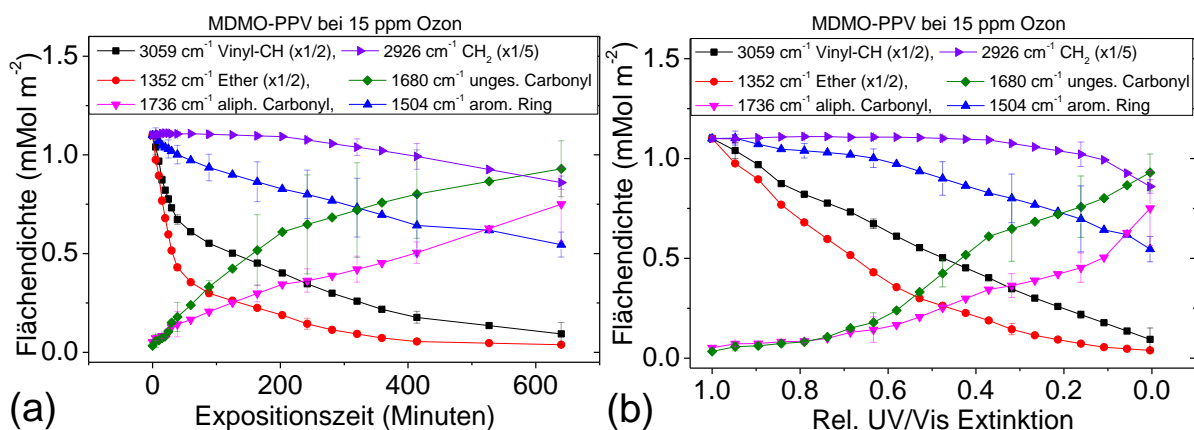 MDMO-PPV bei 15 ppm Ozon
3059 cm⁻¹ Vinyl-CH (x1/2), 2926 cm⁻¹ CH₂ (x1/5)
1352 cm⁻¹ Ether (x1/2), 1680 cm⁻¹ unges. Carbonyl
1736 cm⁻¹ aliph. Carbonyl, 1504 cm⁻¹ arom. Ring
Flächendichte (mMol m⁻²)
1.5
1.0
0.5
0.0
0 200 400 600
Expositionszeit (Minuten)
(a)
MDMO-PPV bei 15 ppm Ozon
3059 cm⁻¹ Vinyl-CH (x1/2), 2926 cm⁻¹ CH₂ (x1/5)
1352 cm⁻¹ Ether (x1/2), 1680 cm⁻¹ unges. Carbonyl
1736 cm⁻¹ aliph. Carbonyl, 1504 cm⁻¹ arom. Ring
Flächendichte (mMol m⁻²)
1.5
1.0
0.5
0.0
1.0 0.8 0.6 0.4 0.2 0.0
Rel. UV/Vis Extinktion
(b)